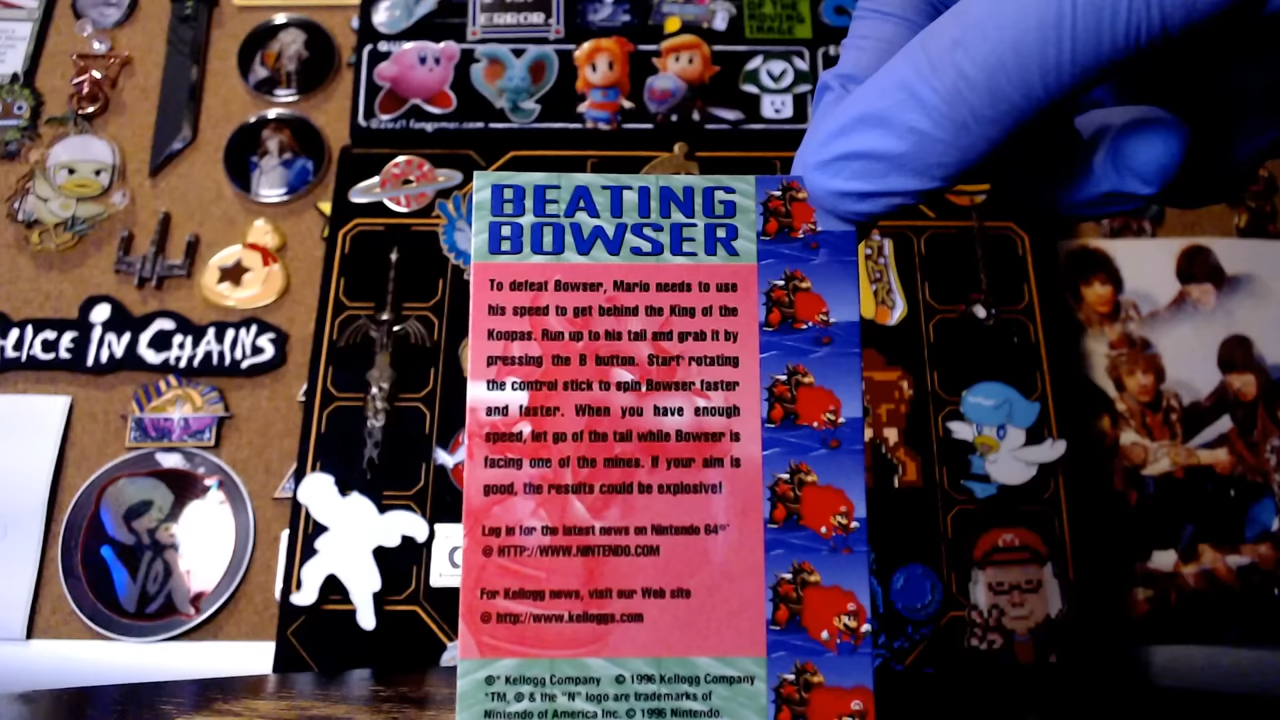 ERROR.
OF THE
MOVING
IMAGE
©2021 fangamer.com
ALICE IN CHAINS
BEATING
BOWSER
To defeat Bowser, Mario needs to use
his speed to get behind the King of the
Koopas. Run up to his tail and grab it by
pressing the B button. Start rotating
the control stick to spin Bowser faster
and faster. When you have enough
speed, let go of the tail while Bowser is
facing one of the mines. If your aim is
good, the results could be explosive!
Log in for the latest news on Nintendo 64®*
@ HTTP://WWW.NINTENDO.COM
For Kellogg news, visit our Web site
@ http://www.kelloggs.com
®* Kellogg Company © 1996 Kellogg Company
*TM, ® & the "N" logo are trademarks of
Nintendo of America Inc. © 1996 Nintendo.